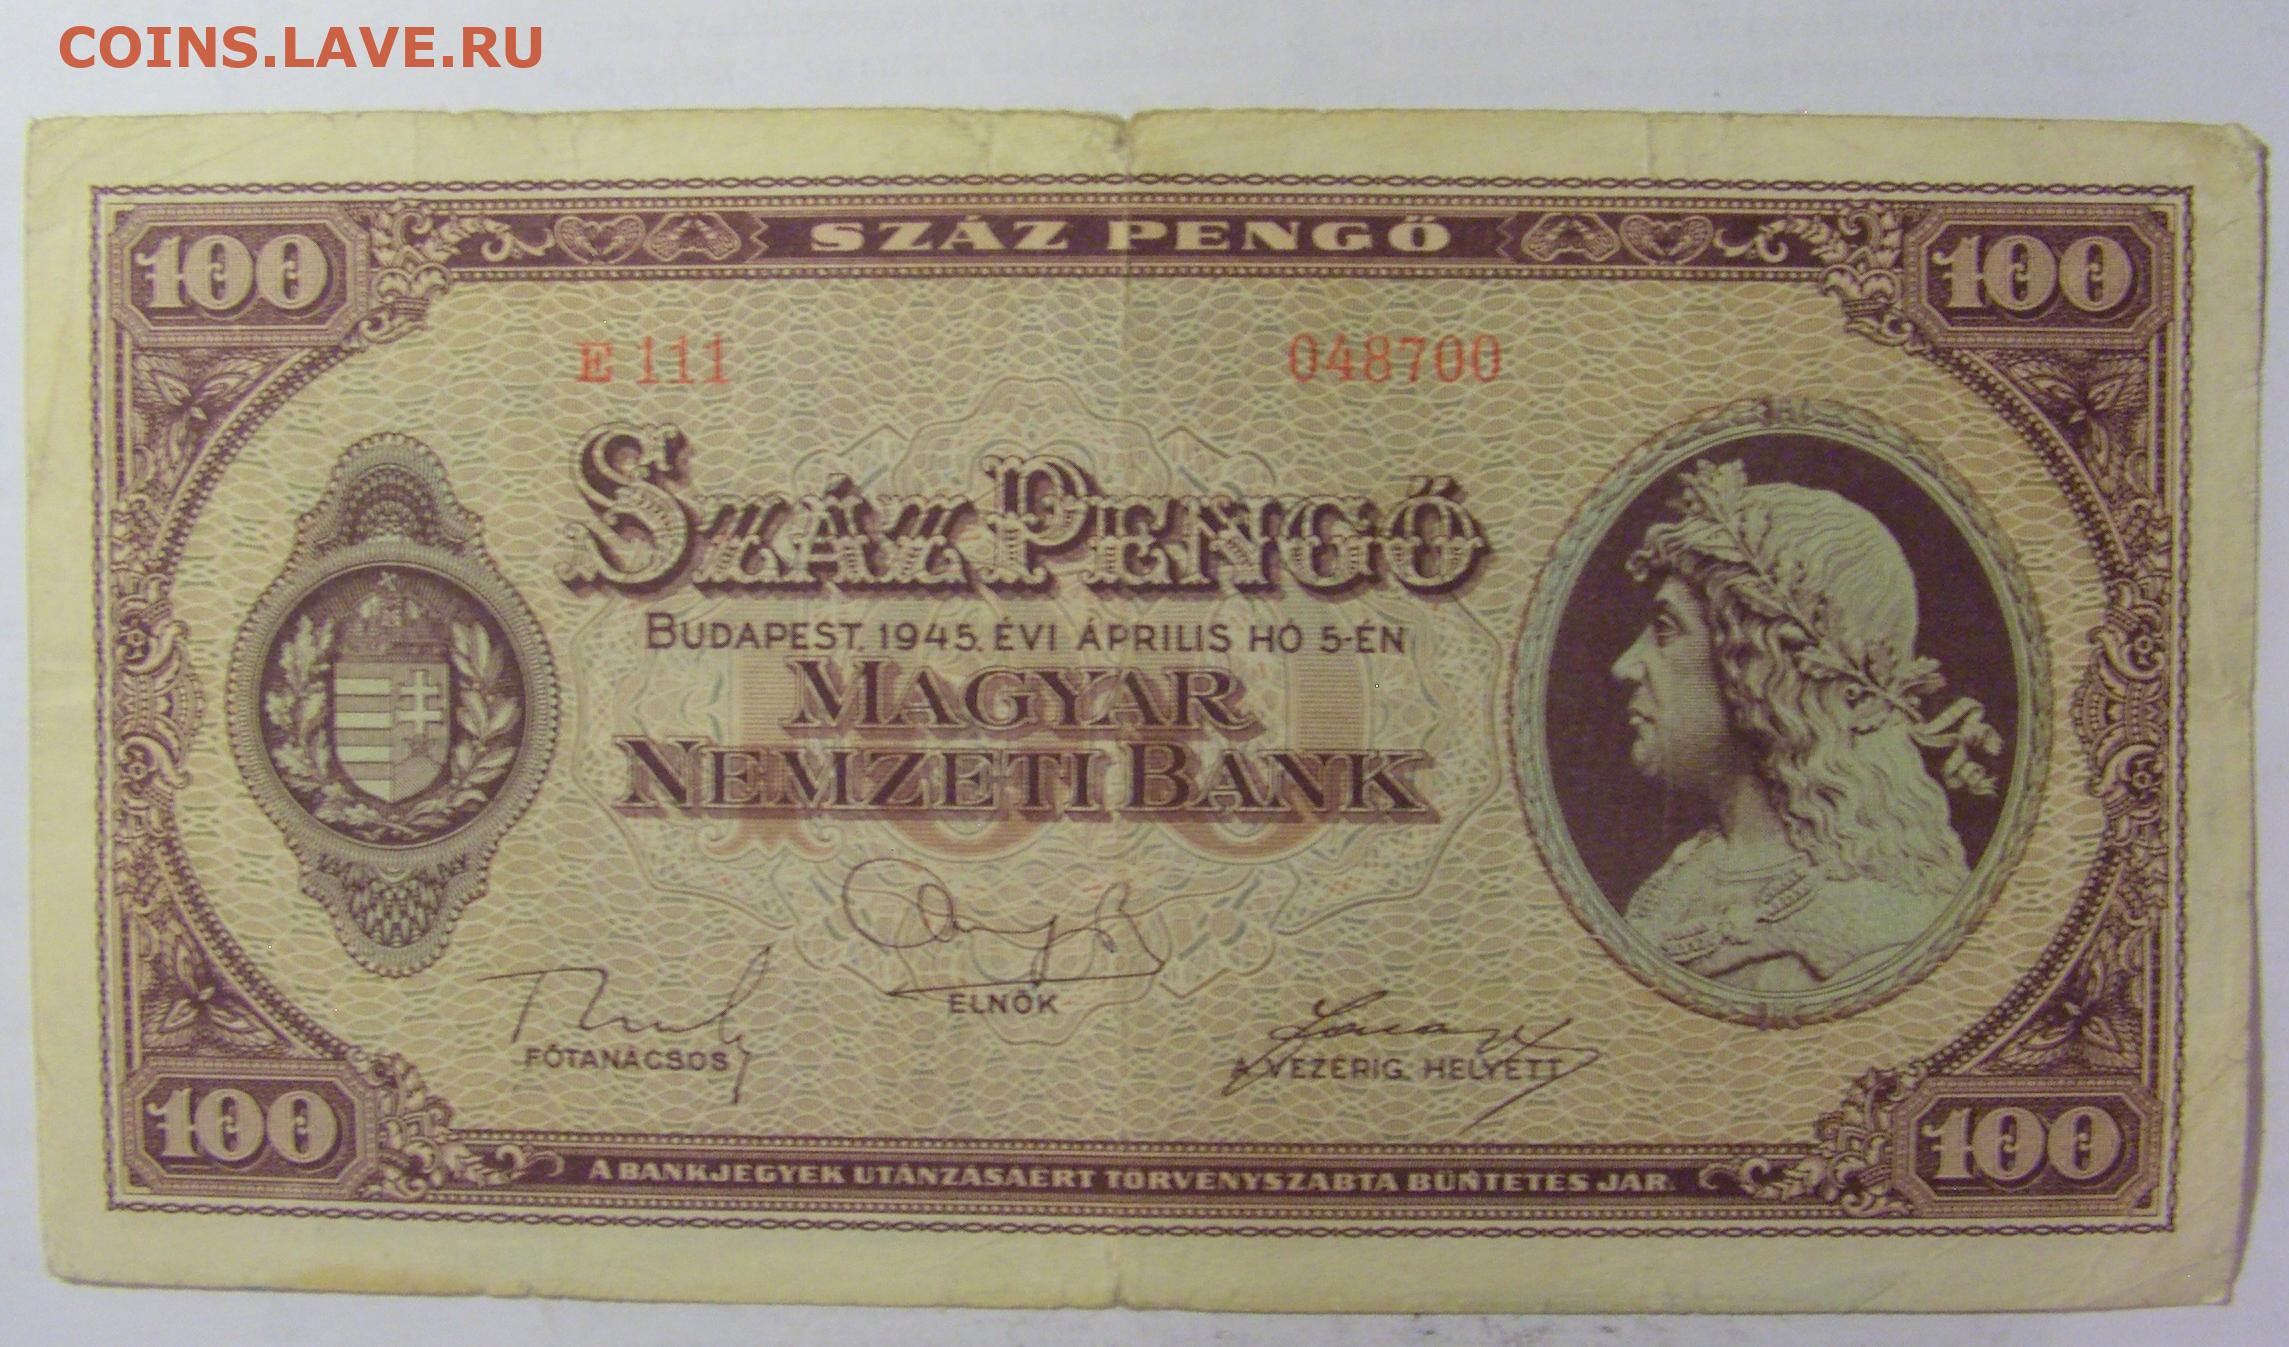 COINS.LAVE.RU
100 SZÁZ PENGŐ 100
E 111 048700
SZÁZ PENGŐ
BUDAPEST, 1945. ÉVI ÁPRILIS HÓ 5-ÉN
MAGYAR
NEMZETI BANK
ELNÖK
FŐTANÁCSOS A VEZÉRIG. HELYETT
100 A BANKJEGYEK UTÁNZÁSÁÉRT TÖRVÉNYSZABTA BÜNTETÉS JÁR. 100